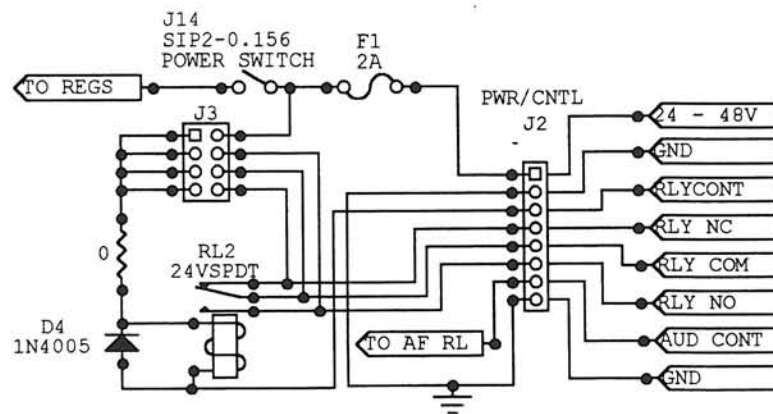 J14
SIP2-0.156
POWER SWITCH
F1
2A
TO REGS
J3
PWR/CNTL
J2
24 - 48V
GND
RLYCONT
RLY NC
RLY COM
RLY NO
AUD CONT
GND
0
RL2
24VSPDT
TO AF RL
D4
1N4005